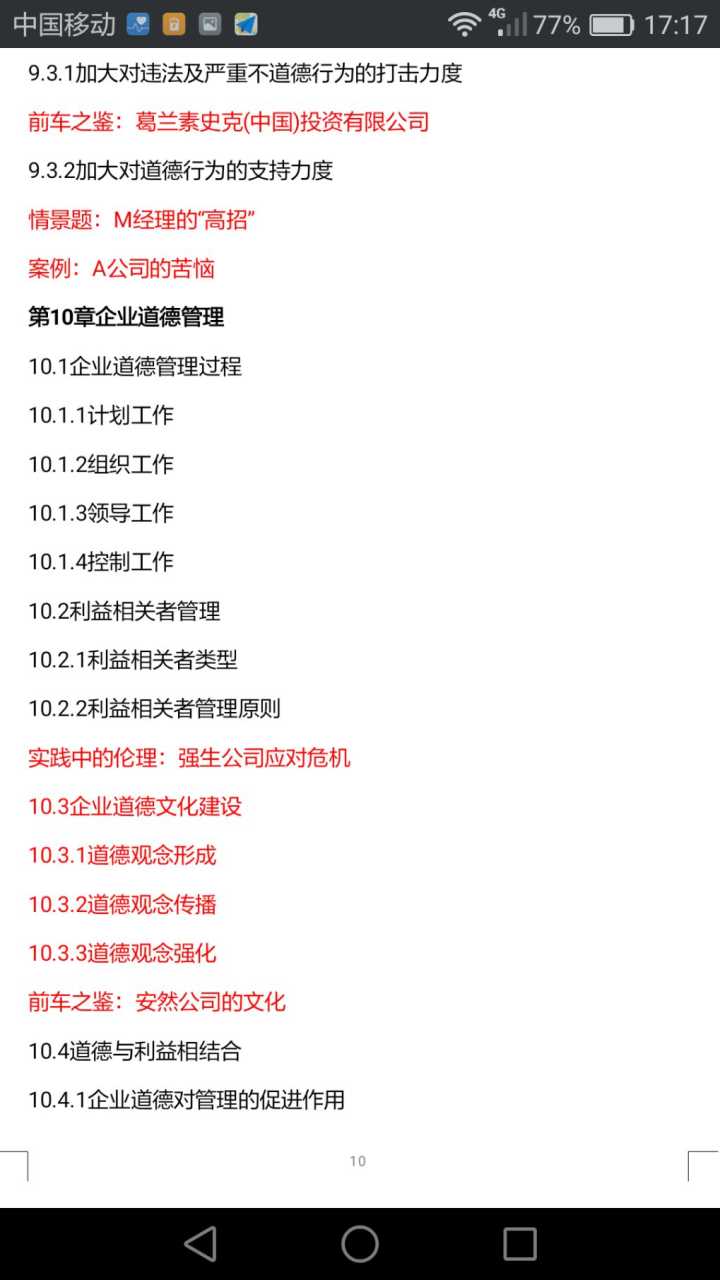 中国移动 4G 77% 17:17
9.3.1加大对违法及严重不道德行为的打击力度
前车之鉴：葛兰素史克(中国)投资有限公司
9.3.2加大对道德行为的支持力度
情景题：M经理的“高招”
案例：A公司的苦恼
第10章企业道德管理
10.1企业道德管理过程
10.1.1计划工作
10.1.2组织工作
10.1.3领导工作
10.1.4控制工作
10.2利益相关者管理
10.2.1利益相关者类型
10.2.2利益相关者管理原则
实践中的伦理：强生公司应对危机
10.3企业道德文化建设
10.3.1道德观念形成
10.3.2道德观念传播
10.3.3道德观念强化
前车之鉴：安然公司的文化
10.4道德与利益相结合
10.4.1企业道德对管理的促进作用
10